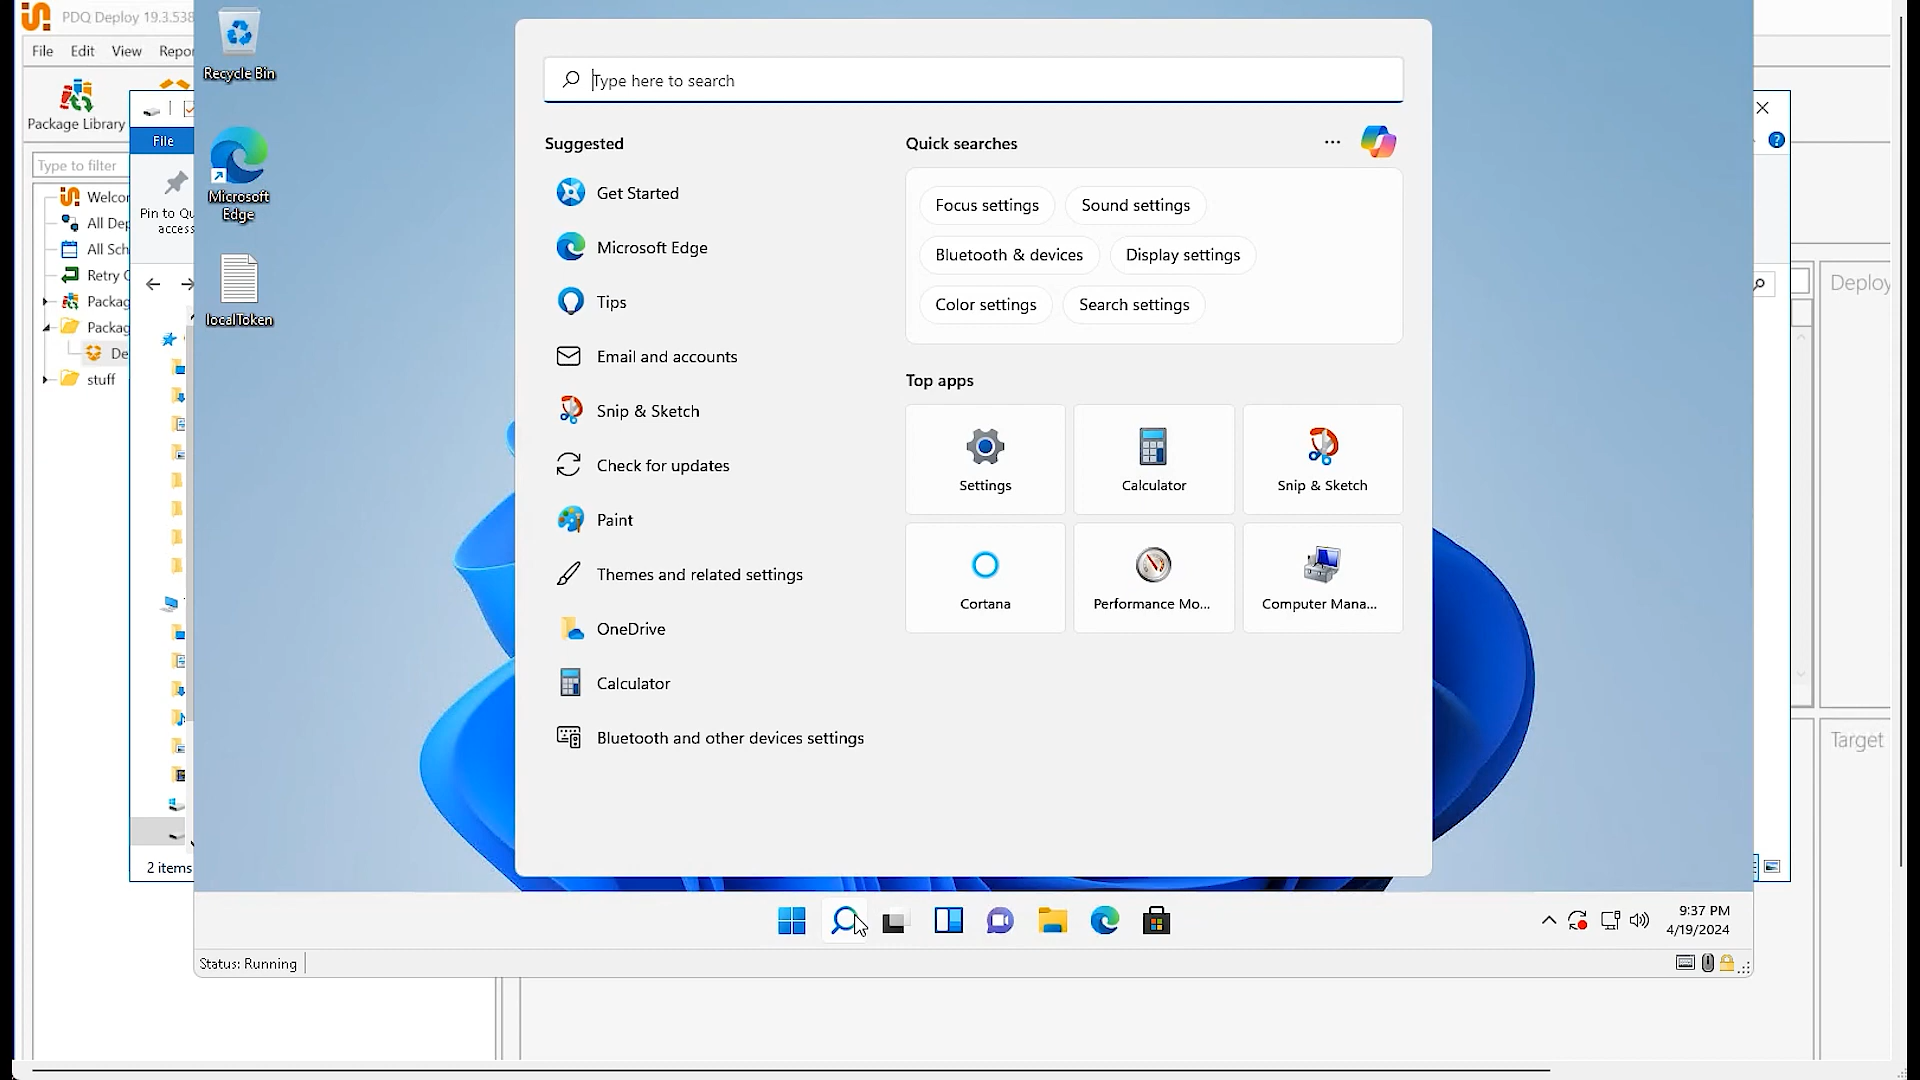 PDQ Deploy 19.3.538
File Edit View Repor
Package Library
File
Type to filter
Pin to Qu
access
Welcor
All Dep
All Sch
Retry
Packag
Packag
De
stuff
2 items
Recycle Bin
Microsoft
Edge
localToken
Type here to search
Suggested
Get Started
Microsoft Edge
Tips
Email and accounts
Snip & Sketch
Check for updates
Paint
Themes and related settings
OneDrive
Calculator
Bluetooth and other devices settings
Quick searches
Focus settings
Sound settings
Bluetooth & devices
Display settings
Color settings
Search settings
Top apps
Settings
Calculator
Snip & Sketch
Cortana
Performance Mo...
Computer Mana...
Deploy
Target
9:37 PM
4/19/2024
Status: Running